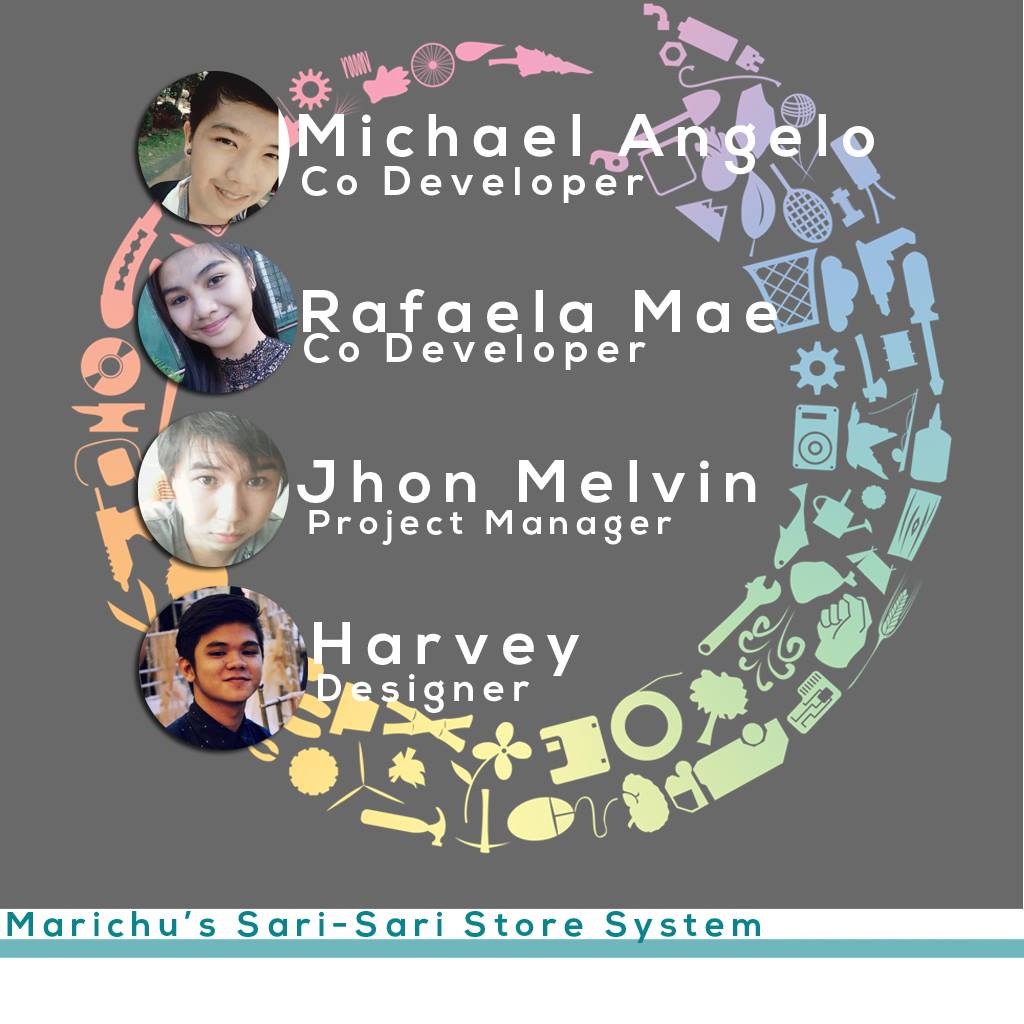 Michael Angelo
Co Developer
Rafaela Mae
Co Developer
Jhon Melvin
Project Manager
Harvey
Designer
Marichu's Sari-Sari Store System